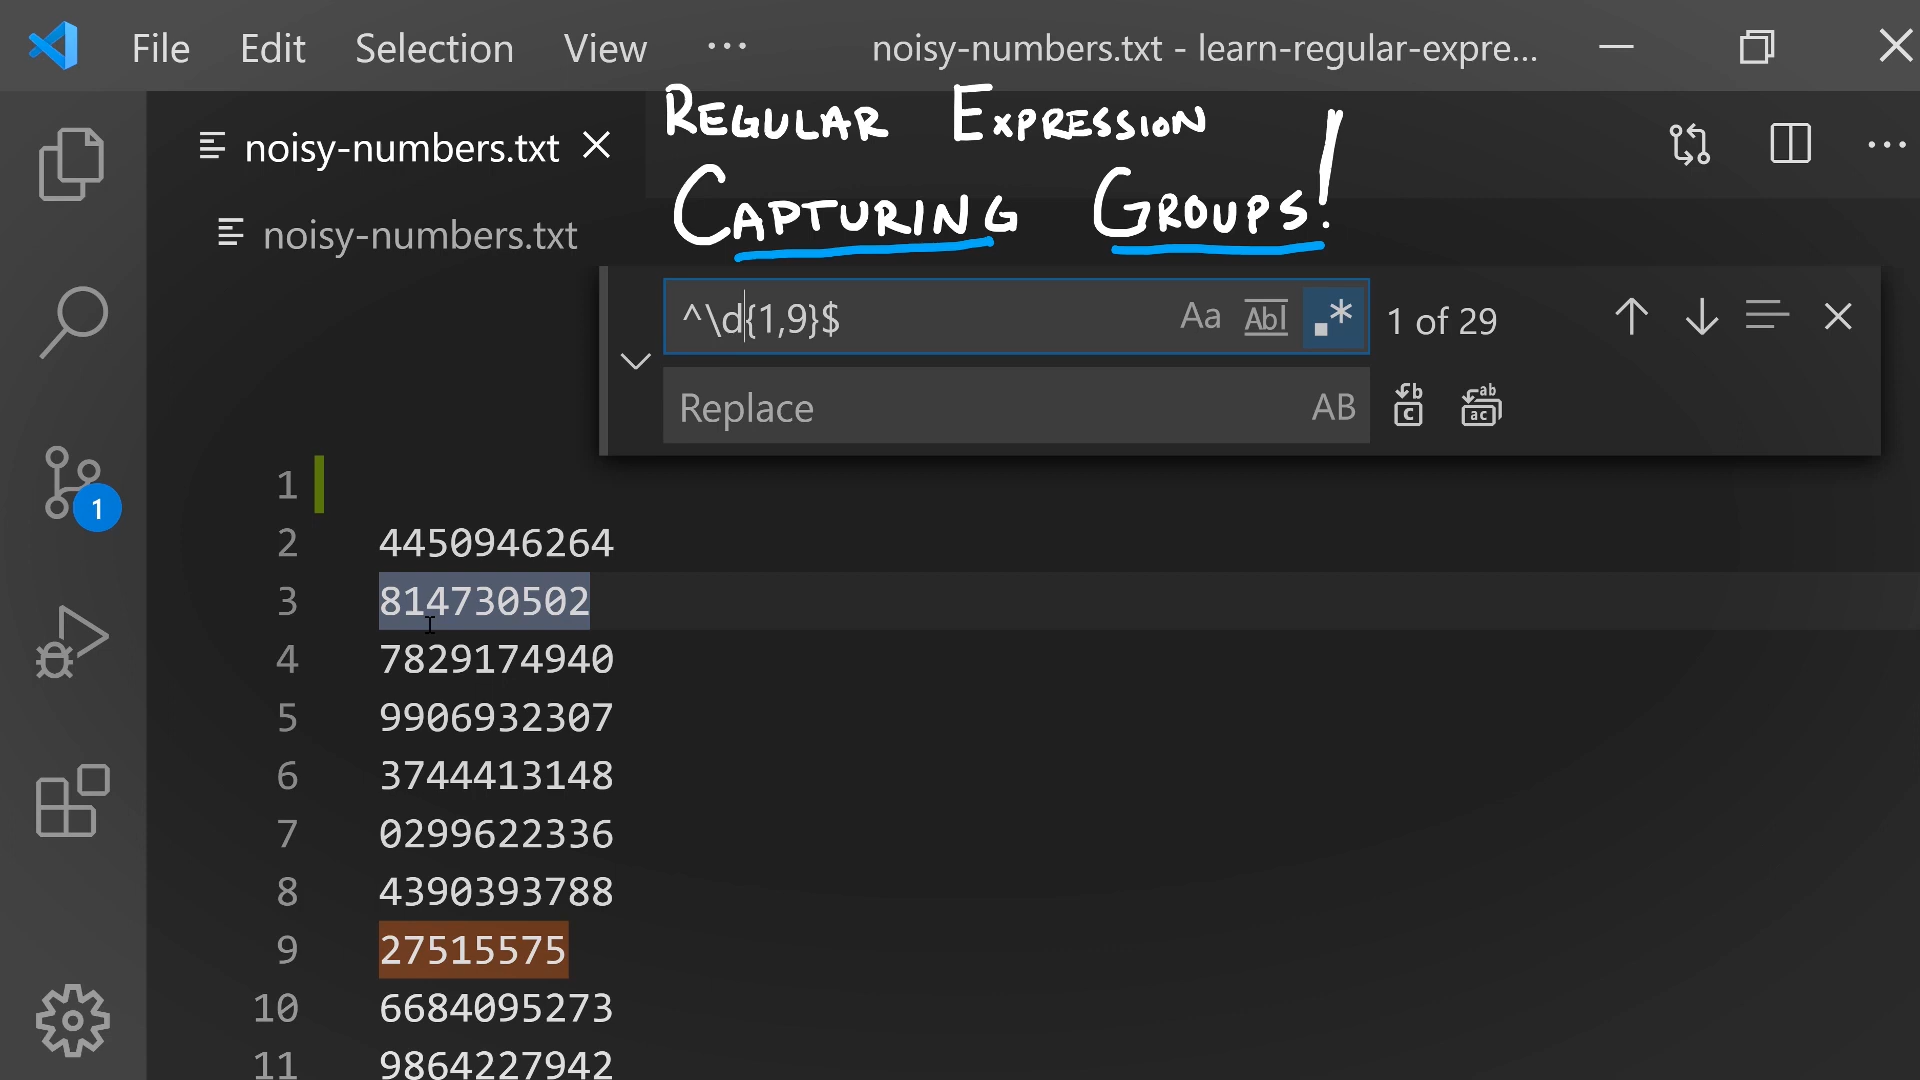 File Edit Selection View ··· noisy-numbers.txt - learn-regular-expre...
REGULAR EXPRESSION
noisy-numbers.txt
CAPTURING GROUPS!
noisy-numbers.txt
^\d{1,9}$ Aa Abl .* 1 of 29
Replace AB
1
2 4450946264
3 814730502
4 7829174940
5 9906932307
6 3744413148
7 0299622336
8 4390393788
9 27515575
10 6684095273
11 9864227942
1